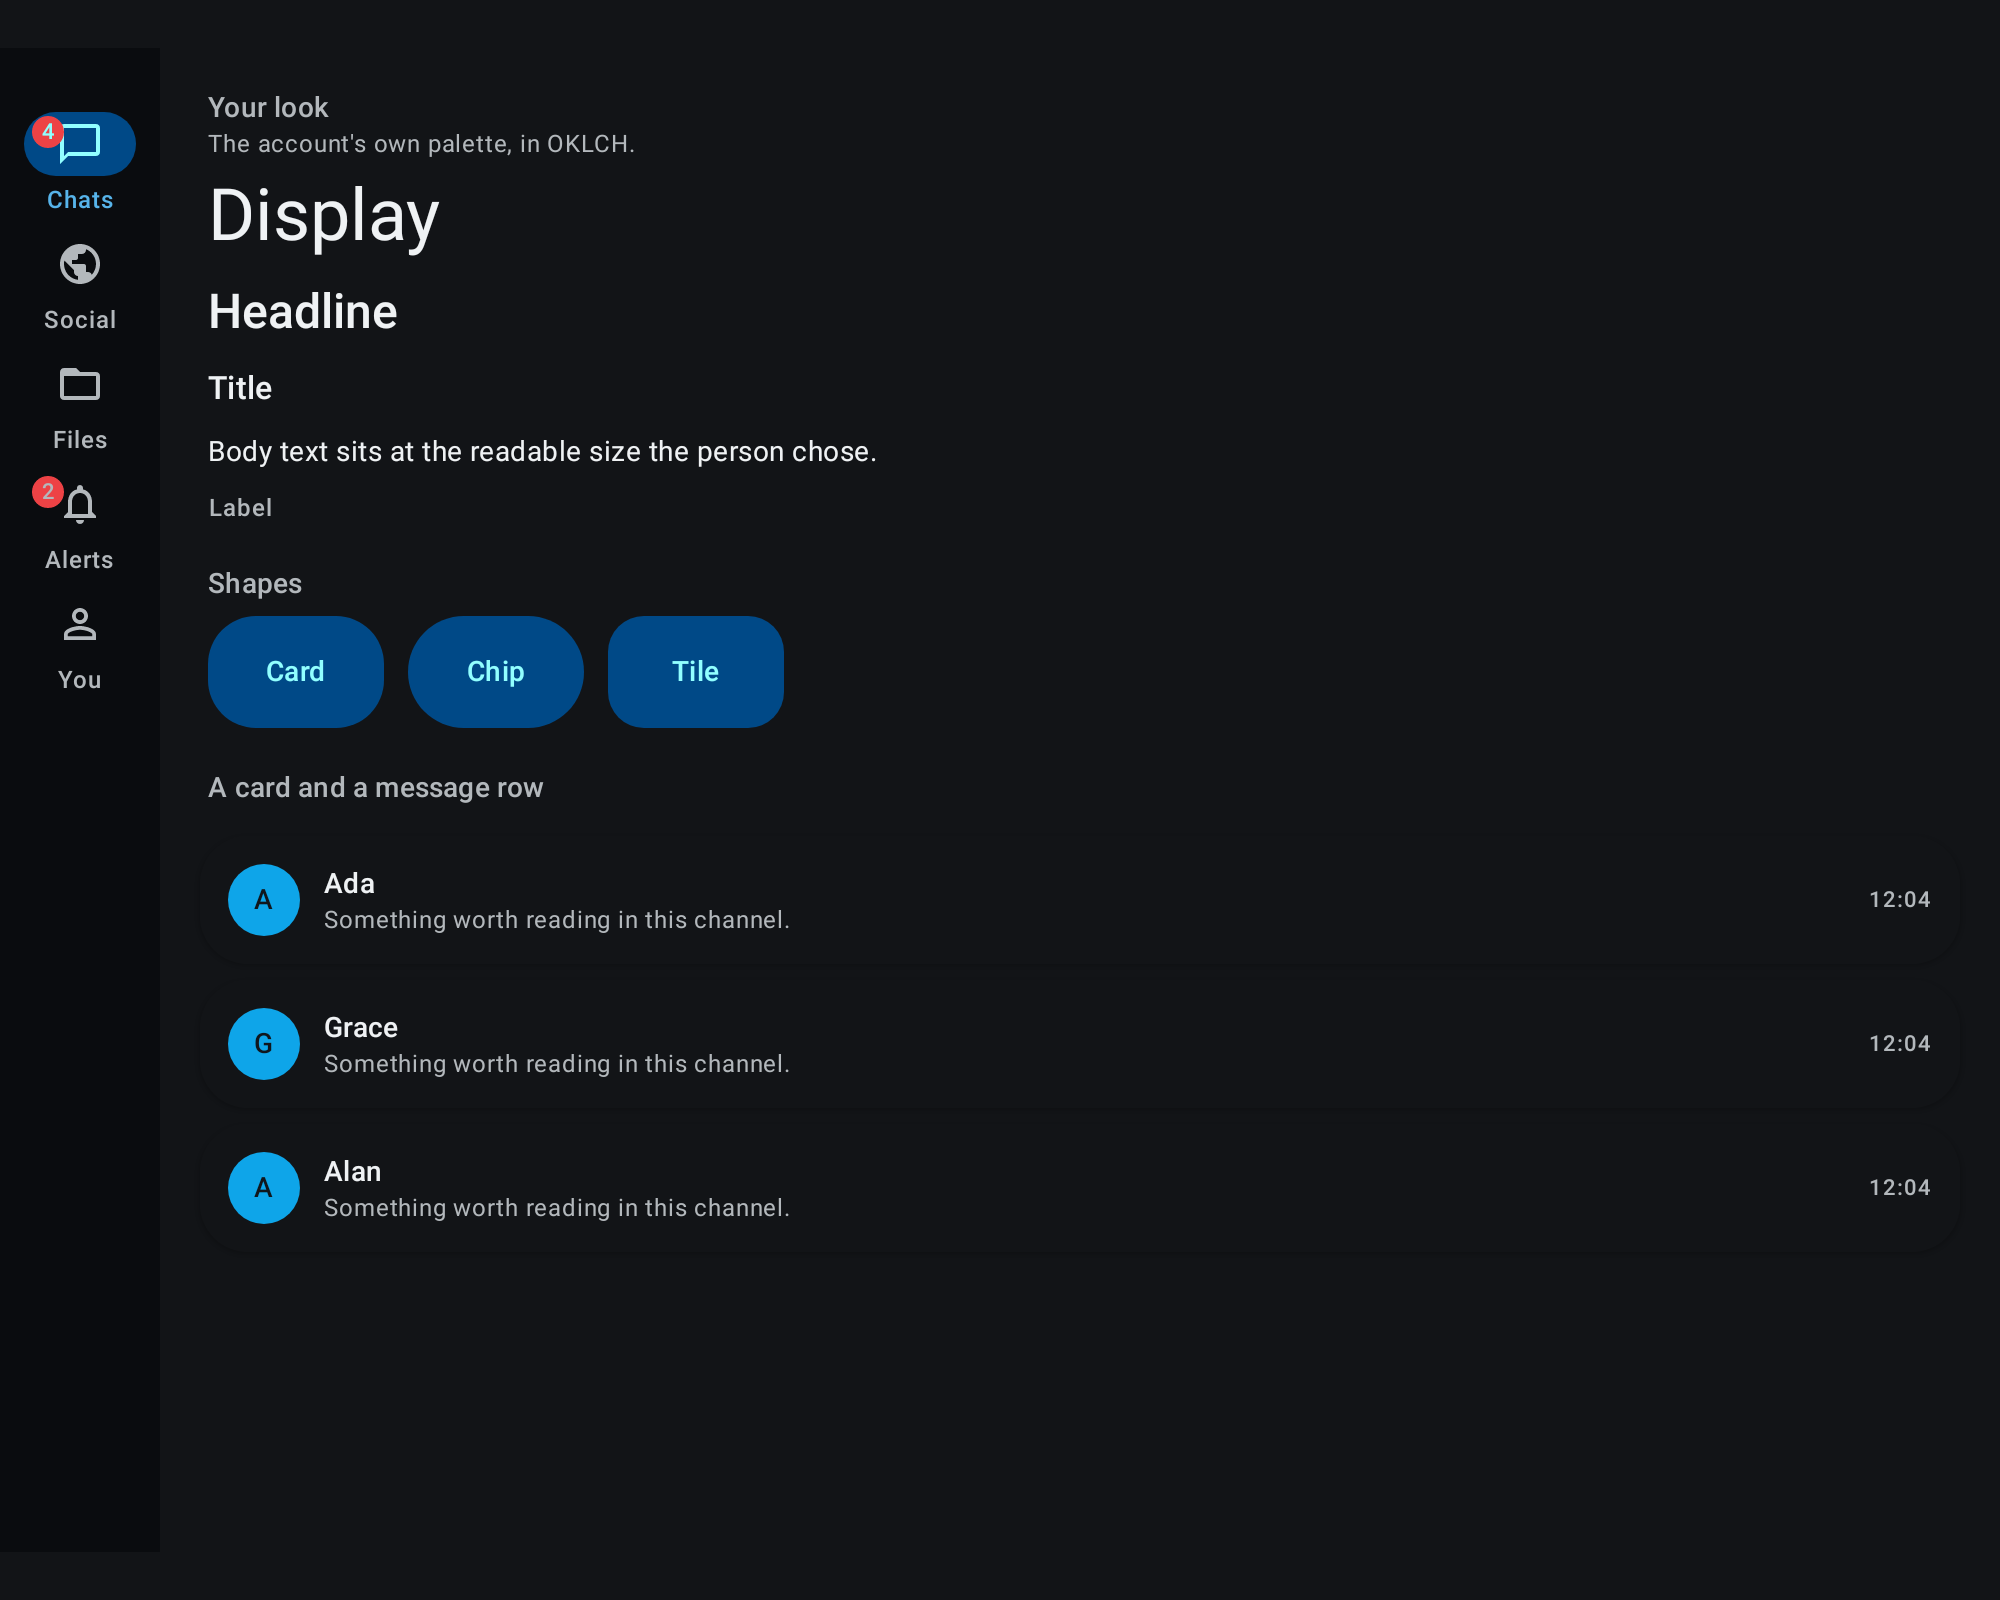 4
Chats
Social
Files
2
Alerts
You
Your look
The account's own palette, in OKLCH.
Display
Headline
Title
Body text sits at the readable size the person chose.
Label
Shapes
Card
Chip
Tile
A card and a message row
A
Ada
Something worth reading in this channel.
12:04
G
Grace
Something worth reading in this channel.
12:04
A
Alan
Something worth reading in this channel.
12:04